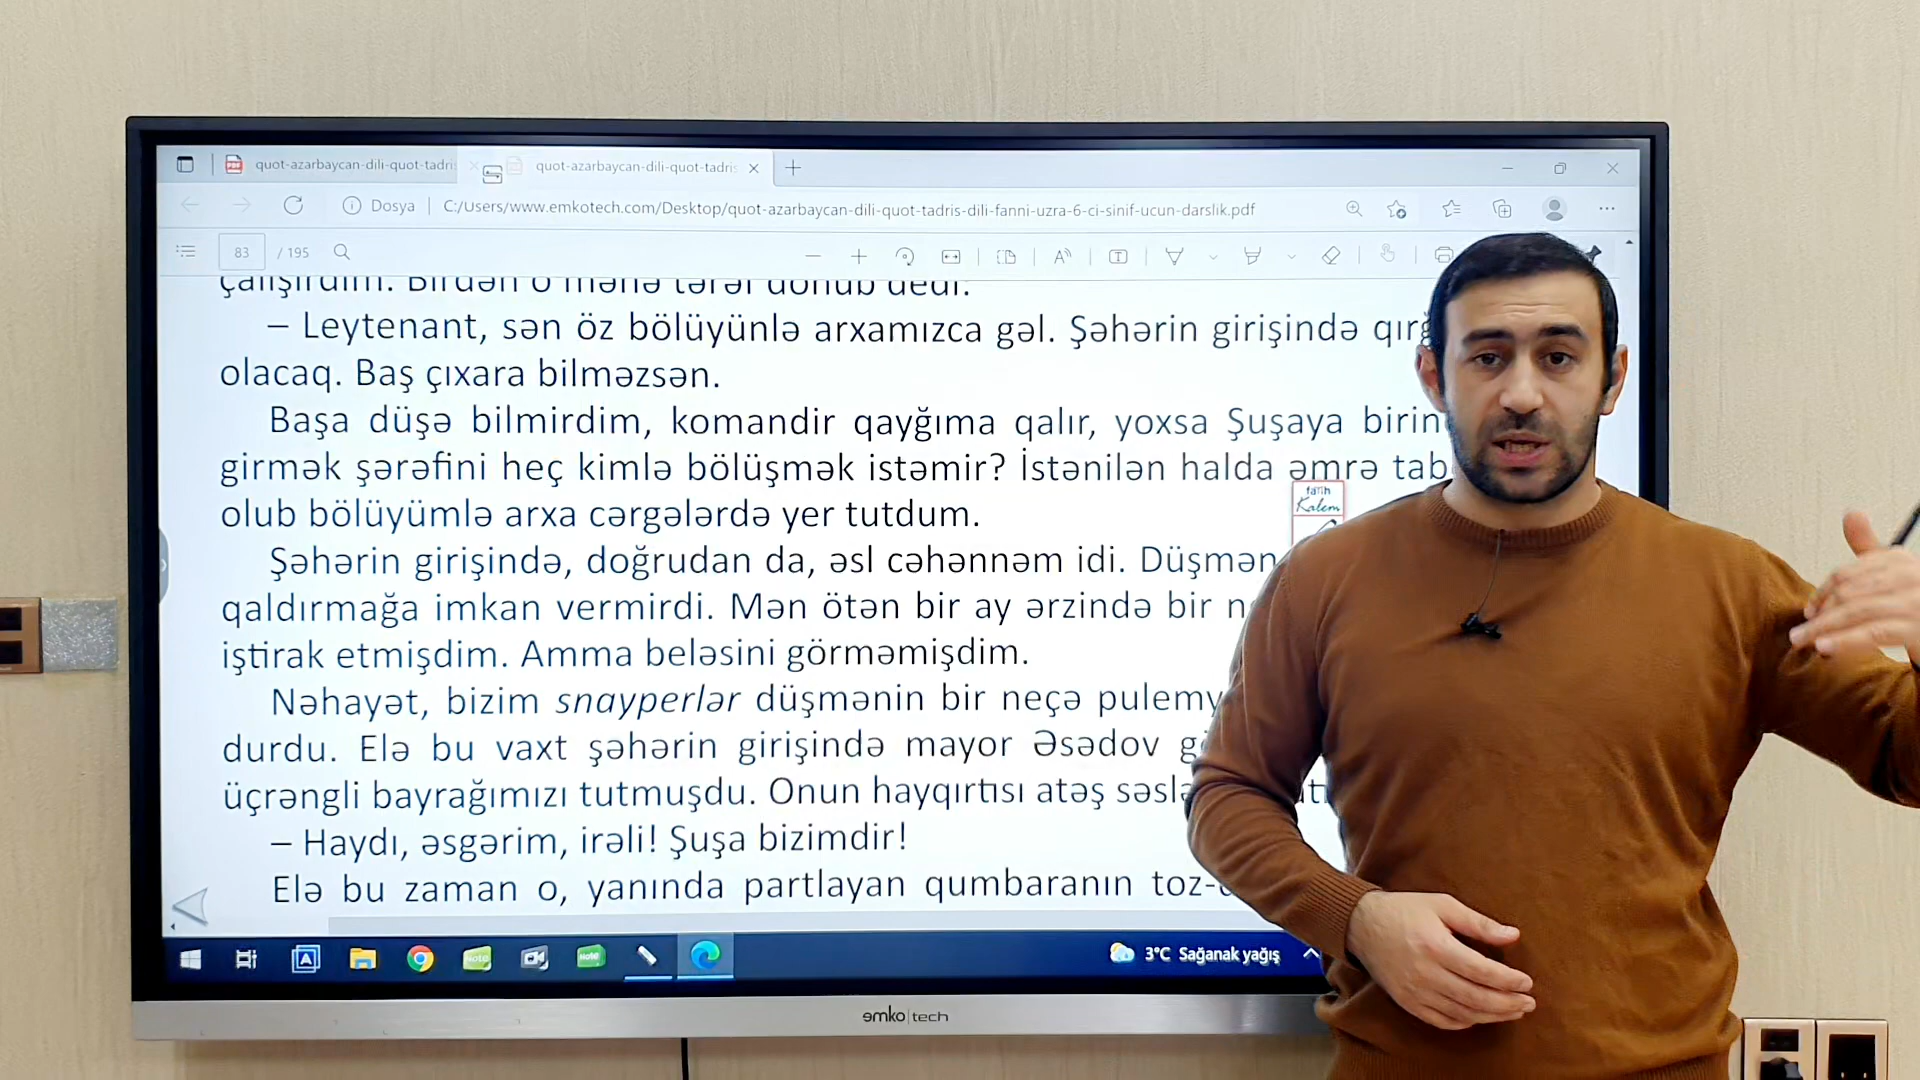 quot-azarbaycan-dili-quot-tadris
quot-azarbaycan-dili-quot-tadris
Dosya
C:/Users/www.emkotech.com/Desktop/quot-azarbaycan-dili-quot-tadris-dili-fanni-uzra-6-ci-sinif-ucun-darslik.pdf
83 / 195
çalışırdım. Birdən o mənə tərəf dönüb dedi:
– Leytenant, sən öz bölüyünlə arxamızca gəl. Şəhərin girişində
olacaq. Baş çıxara bilməzsən.
Başa düşə bilmirdim, komandir qayğıma qalır, yoxsa Şuşaya
girmək şərəfini heç kimlə bölüşmək istəmir? İstənilən halda əmrə
olub bölüyümlə arxa cərgələrdə yer tutdum.
Şəhərin girişində, doğrudan da, əsl cəhənnəm idi. Düşmən
qaldırmağa imkan vermirdi. Mən ötən bir ay ərzində bir
iştirak etmişdim. Amma beləsini görməmişdim.
Nəhayət, bizim snayperlər düşmənin bir neçə
durdu. Elə bu vaxt şəhərin girişində mayor Əsədov
üçrəngli bayrağımızı tutmuşdu. Onun hayqırtısı atəş
– Haydı, əsgərim, irəli! Şuşa bizimdir!
Elə bu zaman o, yanında partlayan qumbaranın
fatih
Kalem
3°C Sağanak yağış
emko|tech